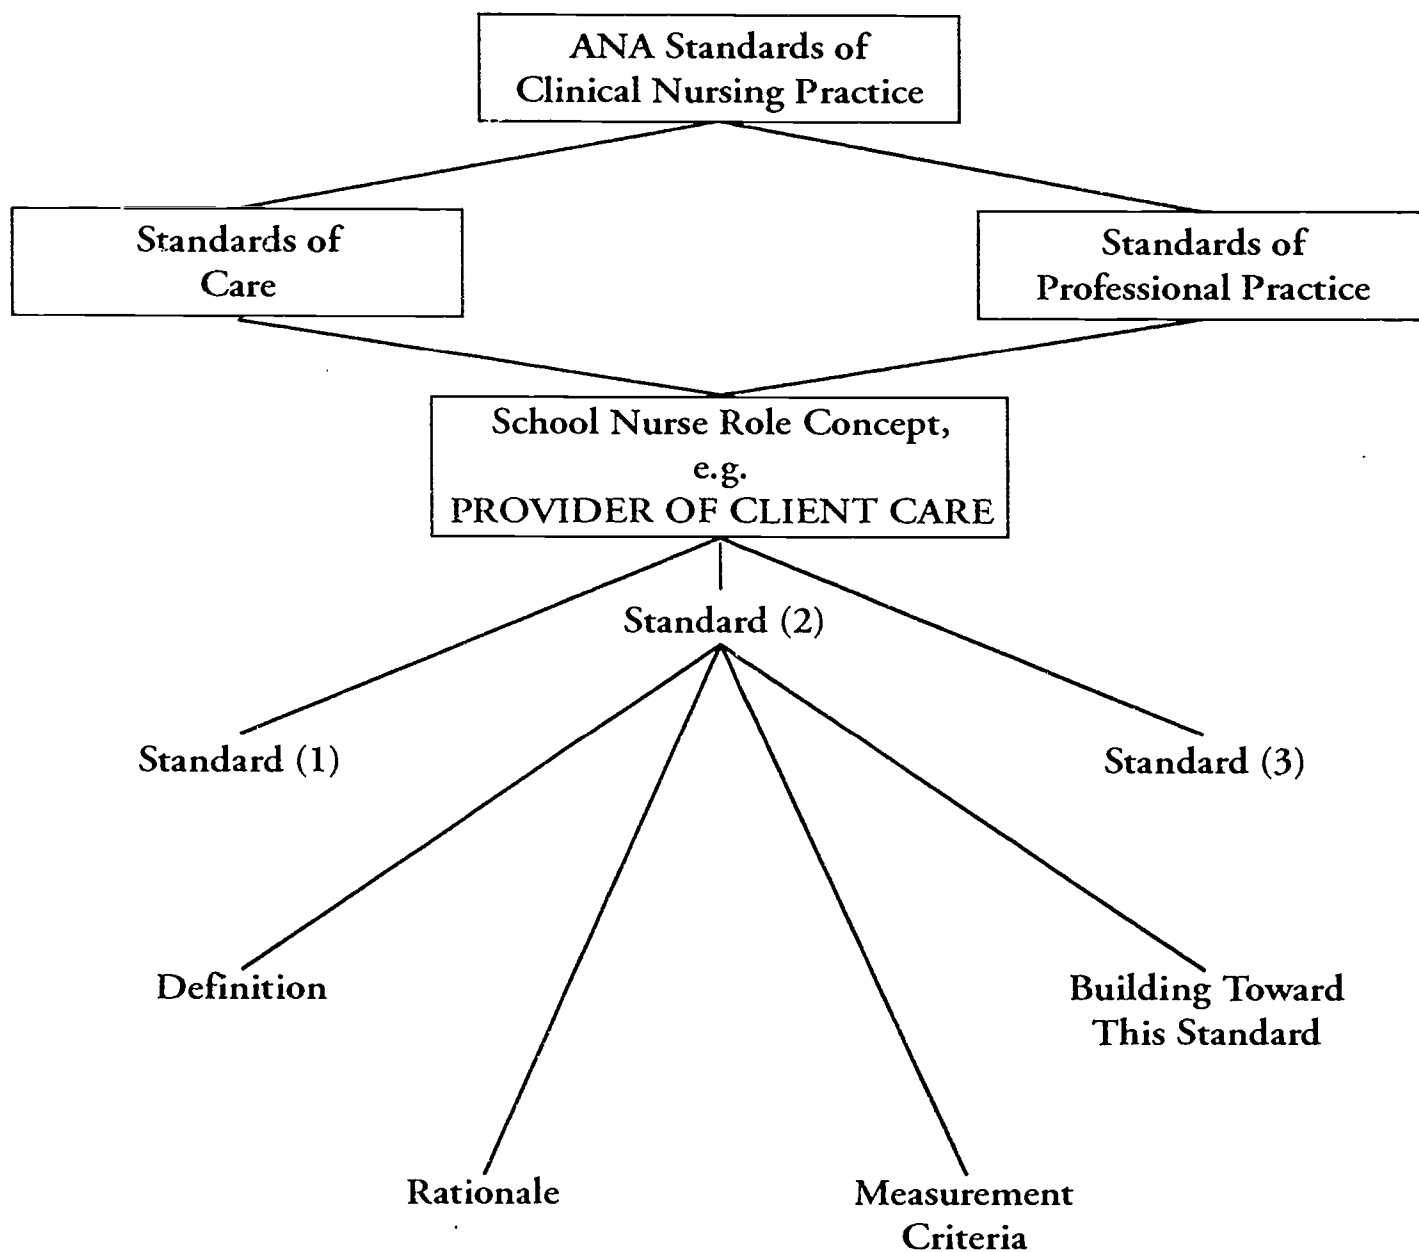 ANA Standards of
Clinical Nursing Practice
Standards of
Care
Standards of
Professional Practice
School Nurse Role Concept,
e.g.
PROVIDER OF CLIENT CARE
Standard (2)
Standard (1)
Standard (3)
Definition
Building Toward
This Standard
Rationale
Measurement
Criteria